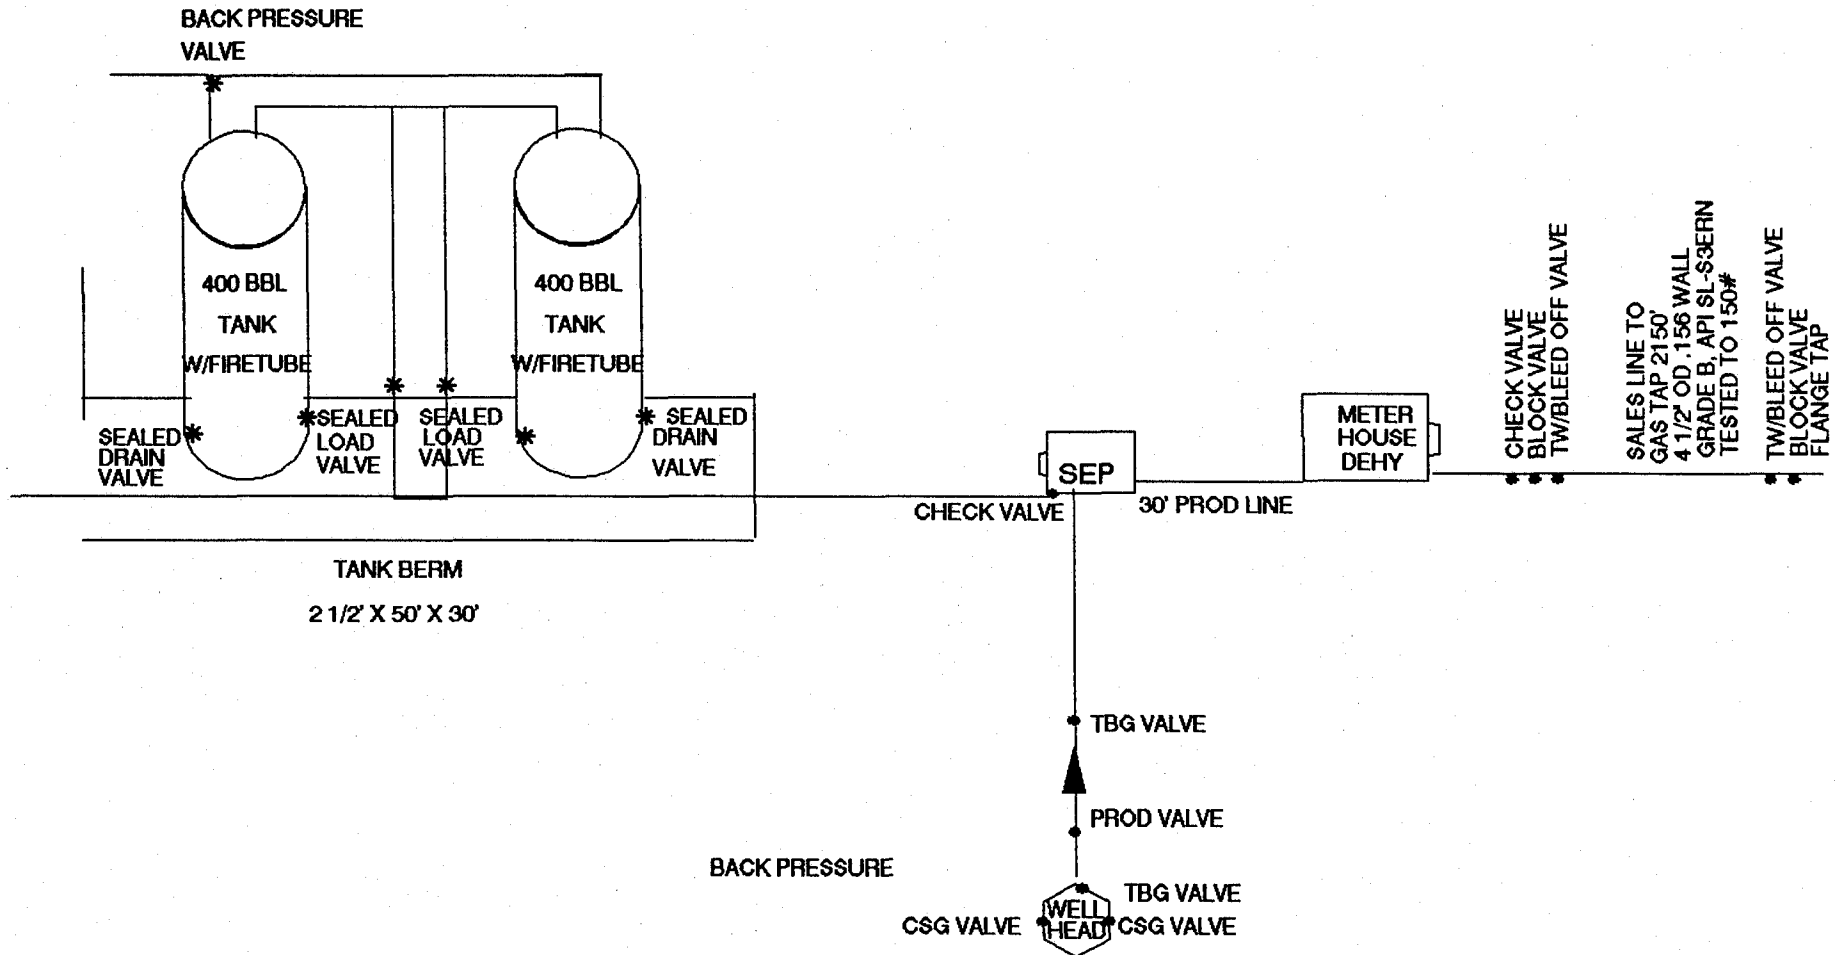 BACK PRESSURE
VALVE
400 BBL
TANK
W/FIRETUBE
400 BBL
TANK
W/FIRETUBE
SEALED
DRAIN
VALVE
SEALED
LOAD
VALVE
SEALED
LOAD
VALVE
SEALED
DRAIN
VALVE
TANK BERM
2 1/2' X 50' X 30'
SEP
CHECK VALVE
30' PROD LINE
METER
HOUSE
DEHY
CHECK VALVE
BLOCK VALVE
TW/BLEED OFF VALVE
SALES LINE TO
GAS TAP 2150'
4 1/2" OD .156 WALL
GRADE B, API SL-S3ERN
TESTED TO 150#
TW/BLEED OFF VALVE
BLOCK VALVE
FLANGE TAP
TBG VALVE
PROD VALVE
BACK PRESSURE
TBG VALVE
CSG VALVE
WELL
HEAD
CSG VALVE